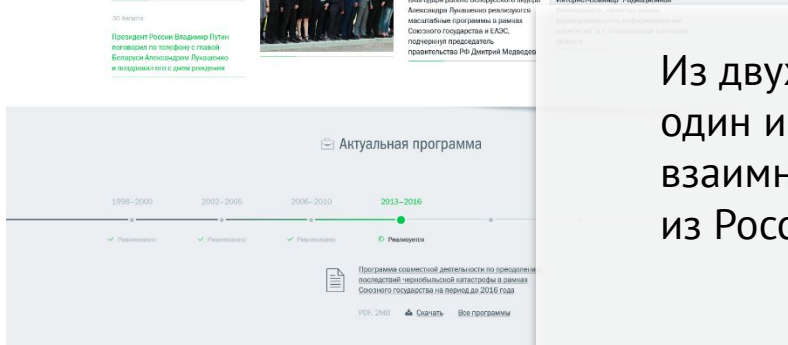 30 Августа
Президент России Владимир Путин
поговорил по телефону с главой
Беларуси Александром Лукашенко
и поздравил его с днем рождения
Александра Лукашенко реализуются
масштабные программы в рамках
Союзного государства и ЕАЭС,
подчеркнул председатель
правительства РФ Дмитрий Медведев
Из двух
один и
взаимн
из Росс
Актуальная программа
1998–2000
2002–2005
2006–2010
2013–2016
Реализовано
Реализовано
Реализовано
Реализуется
Программа совместной деятельности по преодолени
последствий чернобыльской катастрофы в рамках
Союзного государства на период до 2016 года
PDF, 2MB Скачать Все программы